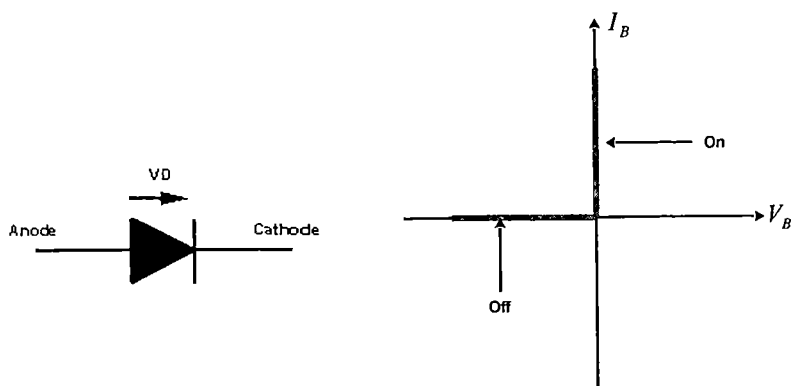 VD
Anode
Cathode
I_B
On
V_B
Off